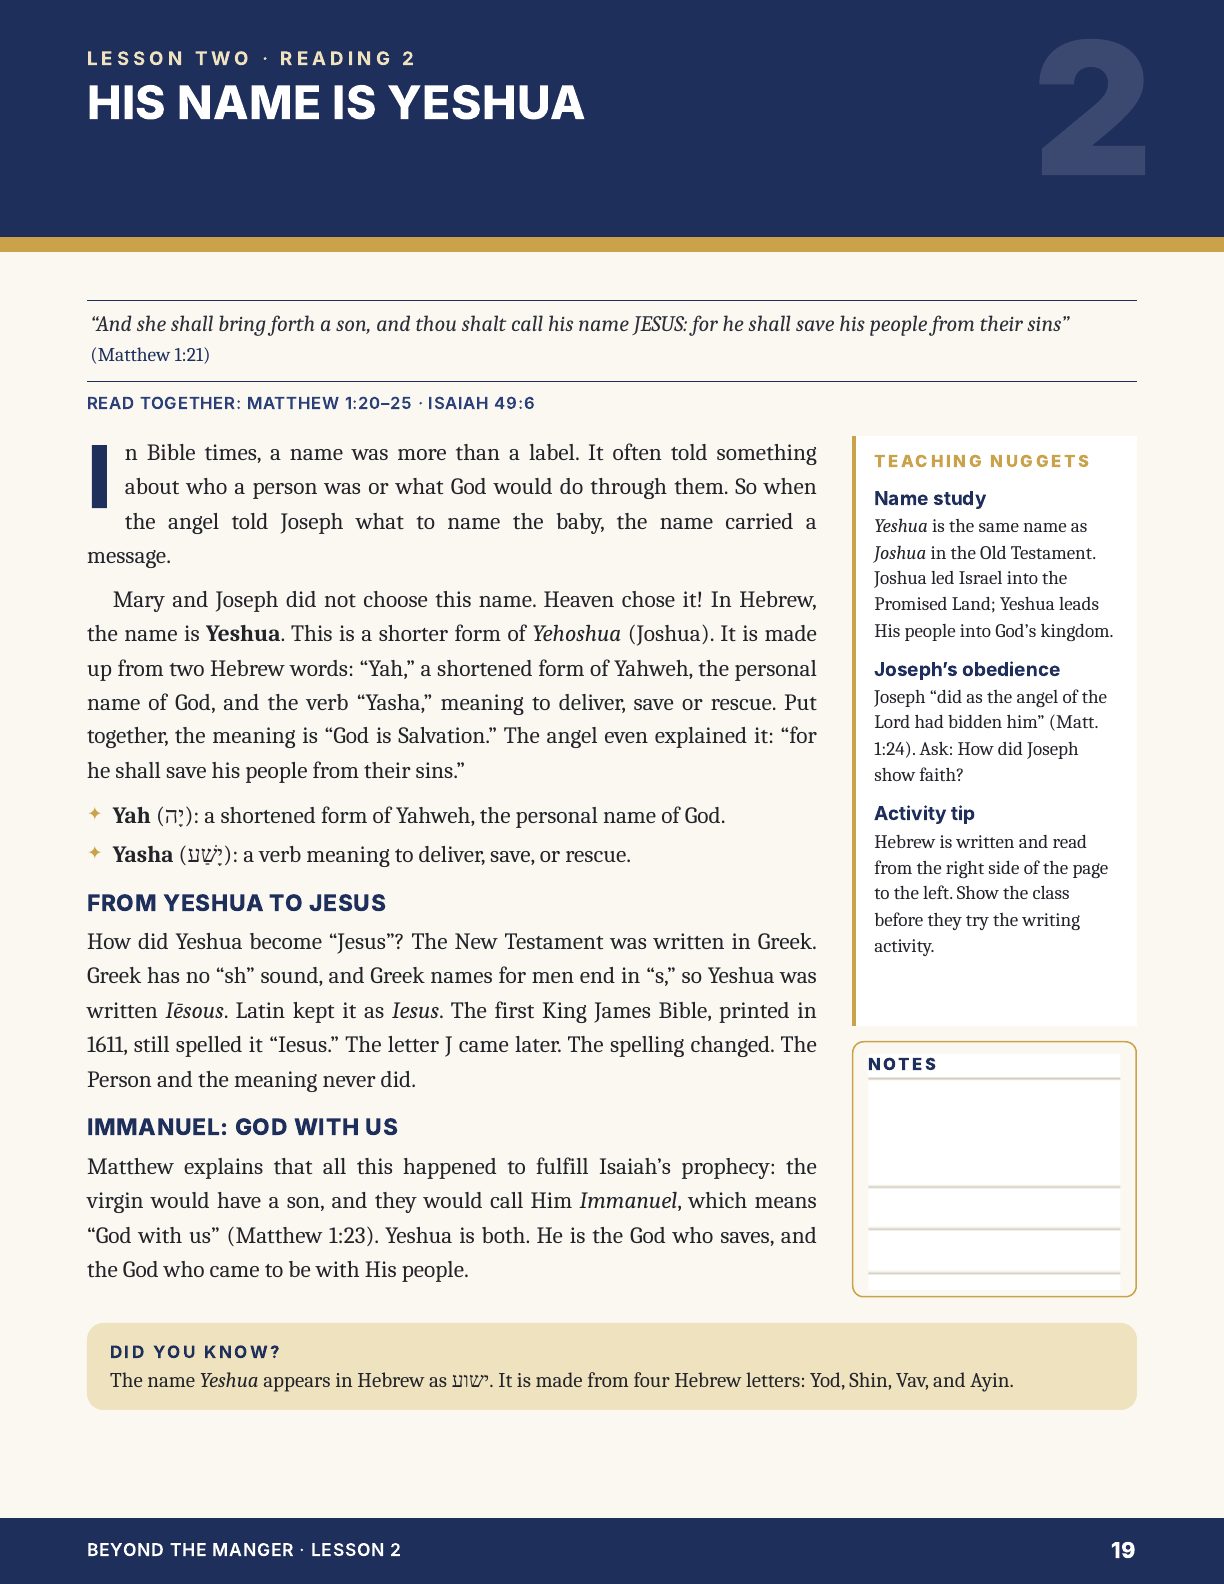 LESSON TWO · READING 2
HIS NAME IS YESHUA
2
“And she shall bring forth a son, and thou shalt call his name JESUS: for he shall save his people from their sins”
(Matthew 1:21)
READ TOGETHER: MATTHEW 1:20–25 · ISAIAH 49:6
In Bible times, a name was more than a label. It often told something
about who a person was or what God would do through them. So when
the angel told Joseph what to name the baby, the name carried a
message.
Mary and Joseph did not choose this name. Heaven chose it! In Hebrew,
the name is Yeshua. This is a shorter form of Yehoshua (Joshua). It is made
up from two Hebrew words: “Yah,” a shortened form of Yahweh, the personal
name of God, and the verb “Yasha,” meaning to deliver, save or rescue. Put
together, the meaning is “God is Salvation.” The angel even explained it: “for
he shall save his people from their sins.”
✦ Yah (יָהּ): a shortened form of Yahweh, the personal name of God.
✦ Yasha (יָשַׁע): a verb meaning to deliver, save, or rescue.
FROM YESHUA TO JESUS
How did Yeshua become “Jesus”? The New Testament was written in Greek.
Greek has no “sh” sound, and Greek names for men end in “s,” so Yeshua was
written Iēsous. Latin kept it as Iesus. The first King James Bible, printed in
1611, still spelled it “Iesus.” The letter J came later. The spelling changed. The
Person and the meaning never did.
IMMANUEL: GOD WITH US
Matthew explains that all this happened to fulfill Isaiah’s prophecy: the
virgin would have a son, and they would call Him Immanuel, which means
“God with us” (Matthew 1:23). Yeshua is both. He is the God who saves, and
the God who came to be with His people.
TEACHING NUGGETS
Name study
Yeshua is the same name as
Joshua in the Old Testament.
Joshua led Israel into the
Promised Land; Yeshua leads
His people into God’s kingdom.
Joseph’s obedience
Joseph “did as the angel of the
Lord had bidden him” (Matt.
1:24). Ask: How did Joseph
show faith?
Activity tip
Hebrew is written and read
from the right side of the page
to the left. Show the class
before they try the writing
activity.
NOTES
DID YOU KNOW?
The name Yeshua appears in Hebrew as ישוע. It is made from four Hebrew letters: Yod, Shin, Vav, and Ayin.
BEYOND THE MANGER · LESSON 2
19